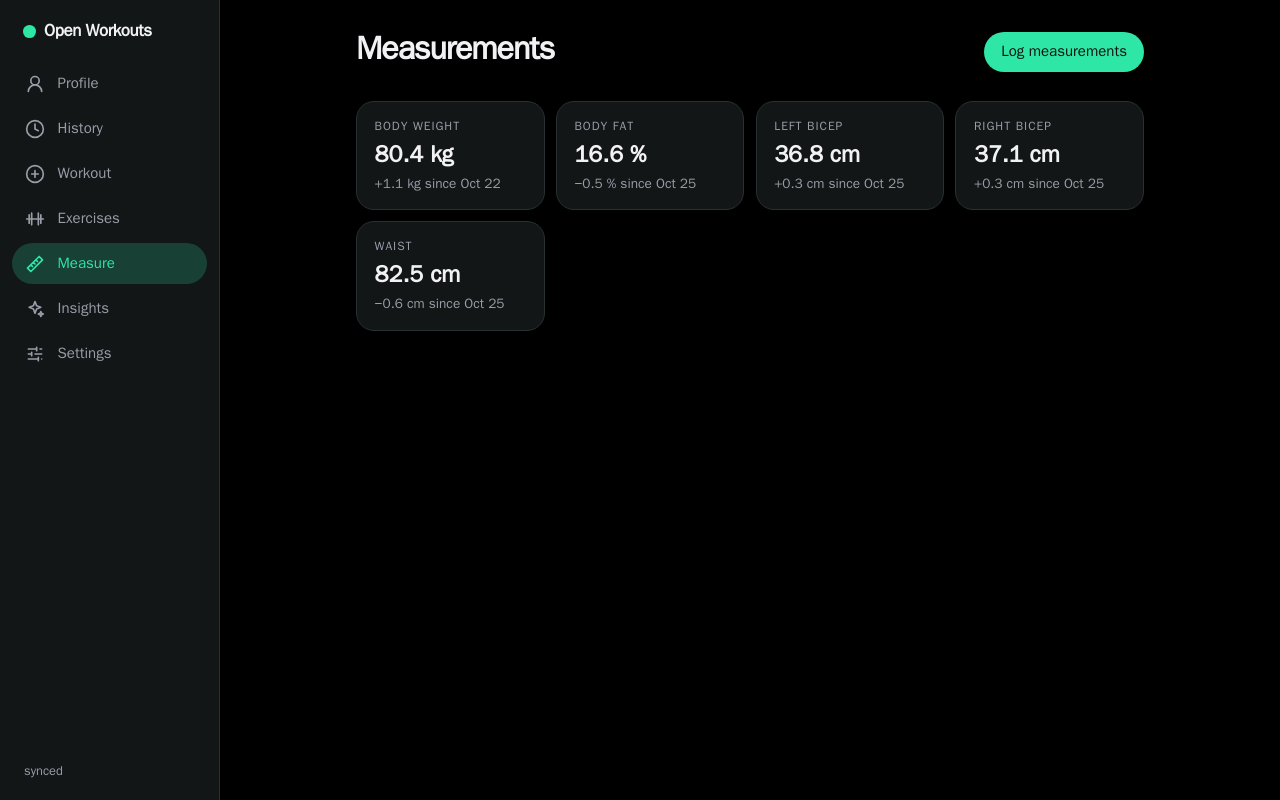 Open Workouts
Profile
History
Workout
Exercises
Measure
Insights
Settings
synced
Measurements
Log measurements
BODY WEIGHT
80.4 kg
+1.1 kg since Oct 22
BODY FAT
16.6 %
−0.5 % since Oct 25
LEFT BICEP
36.8 cm
+0.3 cm since Oct 25
RIGHT BICEP
37.1 cm
+0.3 cm since Oct 25
WAIST
82.5 cm
−0.6 cm since Oct 25